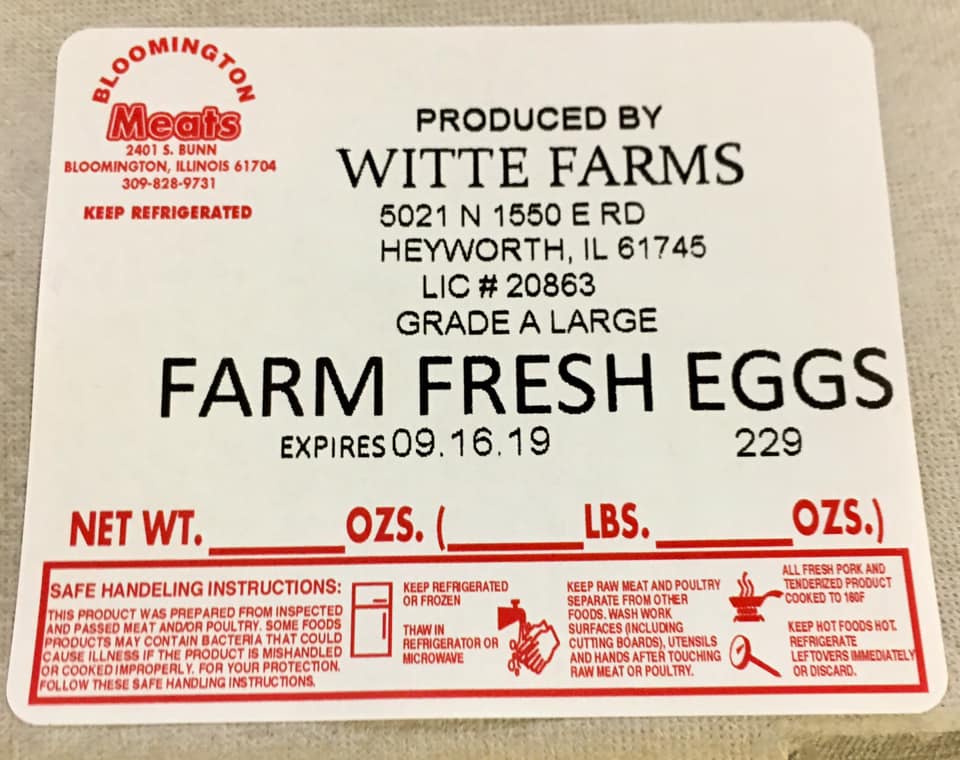 BLOOMINGTON
Meats
2401 S. BUNN
BLOOMINGTON, ILLINOIS 61704
309-828-9731
KEEP REFRIGERATED
PRODUCED BY
WITTE FARMS
5021 N 1550 E RD
HEYWORTH, IL 61745
LIC # 20863
GRADE A LARGE
FARM FRESH EGGS
EXPIRES 09.16.19 229
NET WT. ______ OZS. ( ______ LBS. ______ OZS.)
SAFE HANDELING INSTRUCTIONS:
THIS PRODUCT WAS PREPARED FROM INSPECTED
AND PASSED MEAT AND/OR POULTRY. SOME FOODS
PRODUCTS MAY CONTAIN BACTERIA THAT COULD
CAUSE ILLNESS IF THE PRODUCT IS MISHANDLED
OR COOKED IMPROPERLY. FOR YOUR PROTECTION,
FOLLOW THESE SAFE HANDLING INSTRUCTIONS.
KEEP REFRIGERATED
OR FROZEN
THAW IN
REFRIGERATOR OR
MICROWAVE
KEEP RAW MEAT AND POULTRY
SEPARATE FROM OTHER
FOODS. WASH WORK
SURFACES (INCLUDING
CUTTING BOARDS), UTENSILS
AND HANDS AFTER TOUCHING
RAW MEAT OR POULTRY.
ALL FRESH PORK AND
TENDERIZED PRODUCT
COOKED TO 160F
KEEP HOT FOODS HOT.
REFRIGERATE
LEFTOVERS IMMEDIATELY
OR DISCARD.